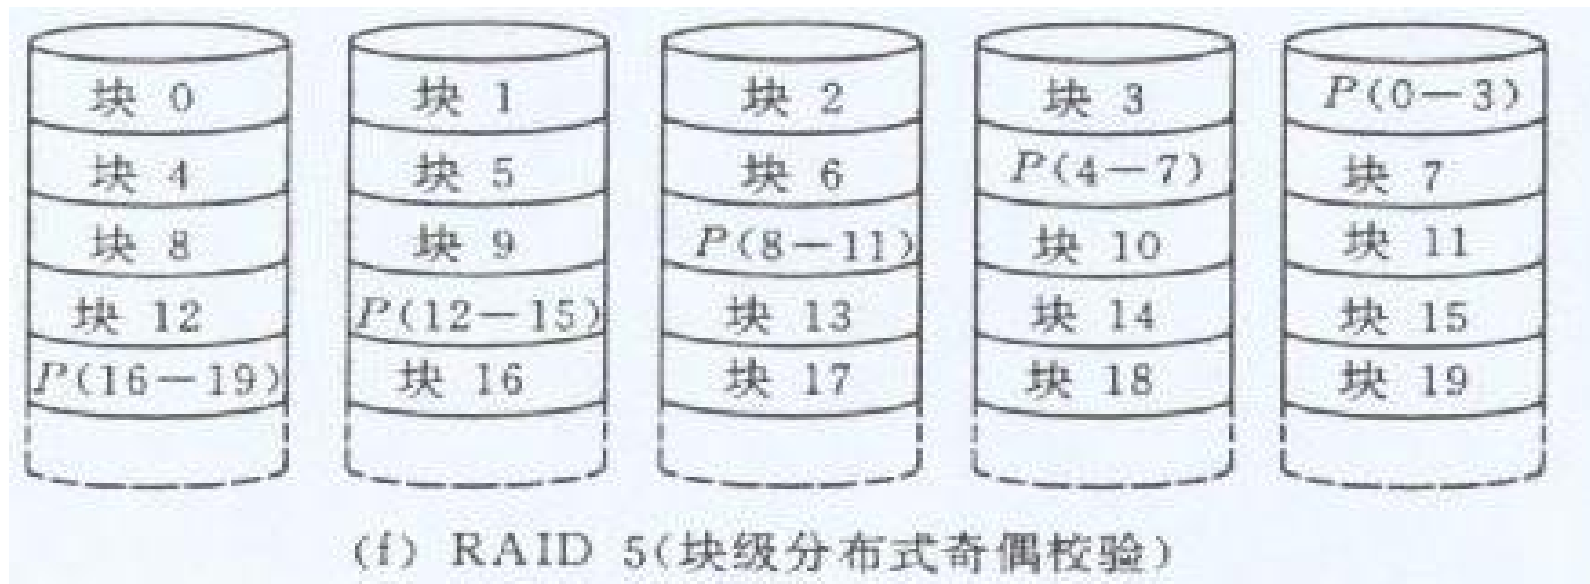 块 0 块 1 块 2 块 3 P(0—3)
块 4 块 5 块 6 P(4—7) 块 7
块 8 块 9 P(8—11) 块 10 块 11
块 12 P(12—15) 块 13 块 14 块 15
P(16—19) 块 16 块 17 块 18 块 19
(f) RAID 5(块级分布式奇偶校验)